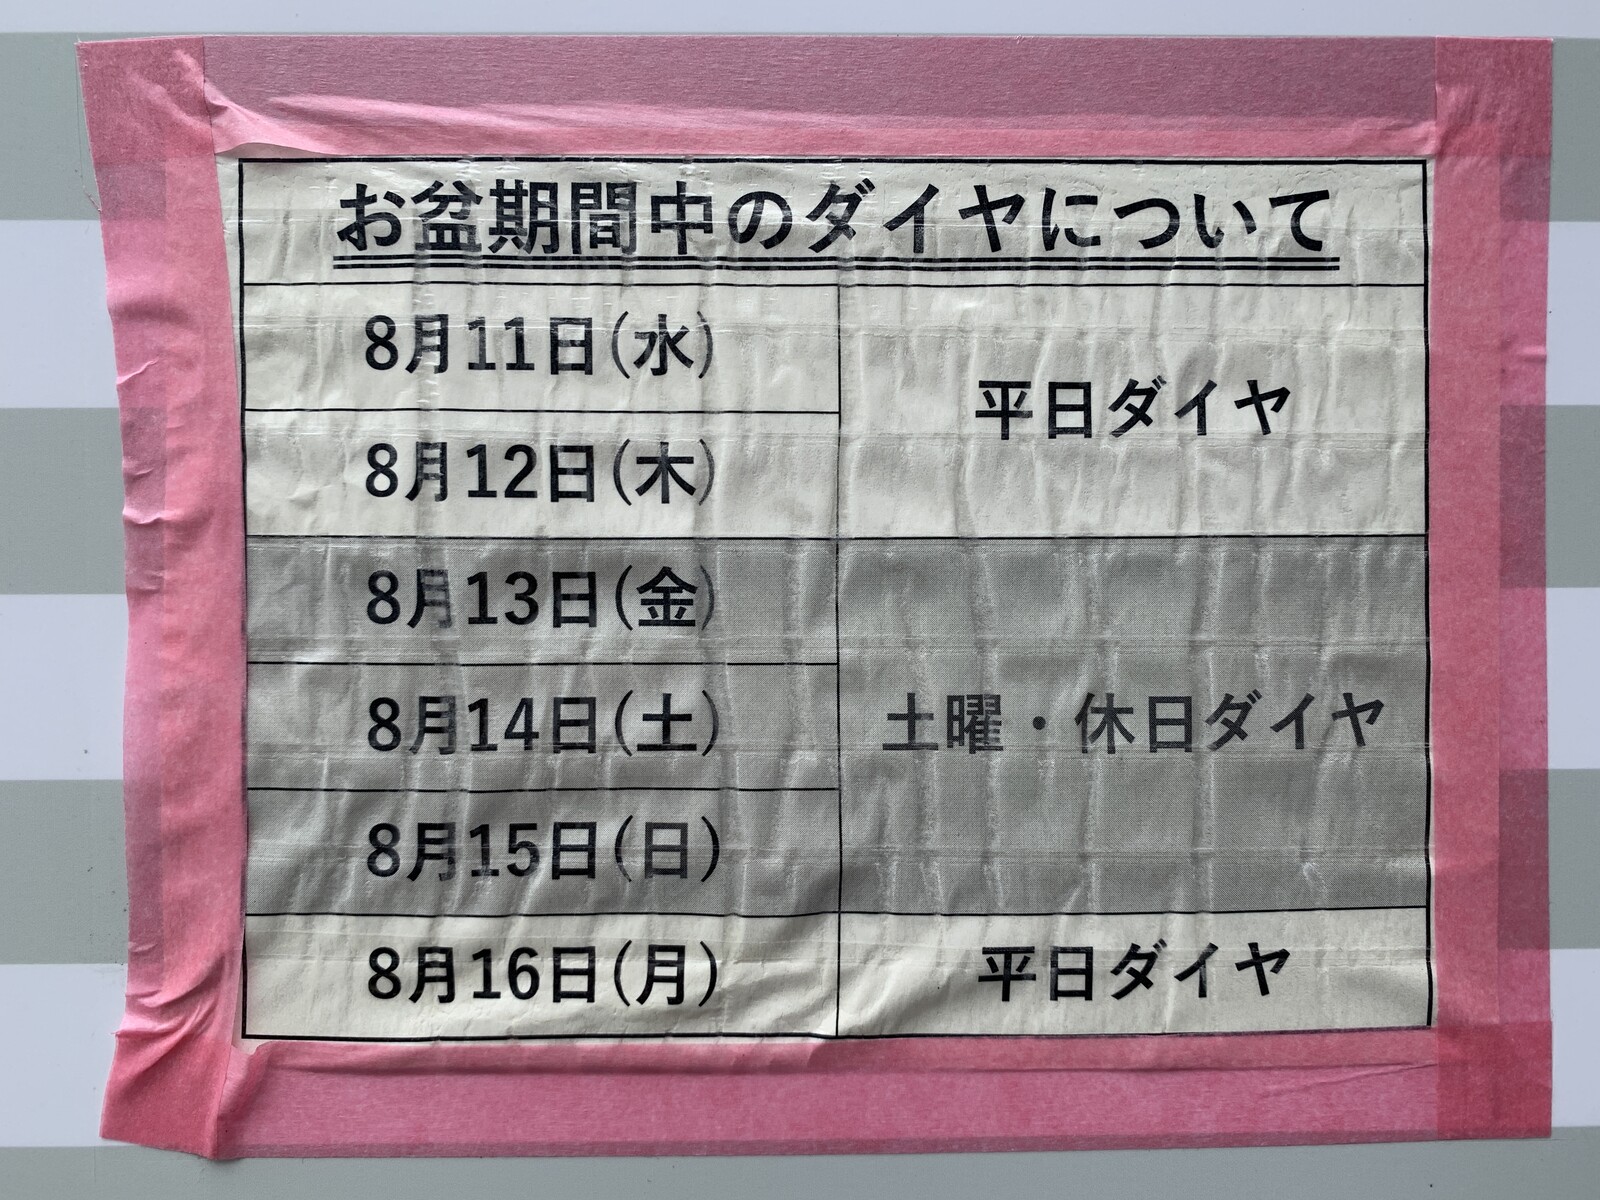 お盆期間中のダイヤについて
8月11日(水)
平日ダイヤ
8月12日(木)
8月13日(金)
8月14日(土)
土曜・休日ダイヤ
8月15日(日)
8月16日(月)
平日ダイヤ